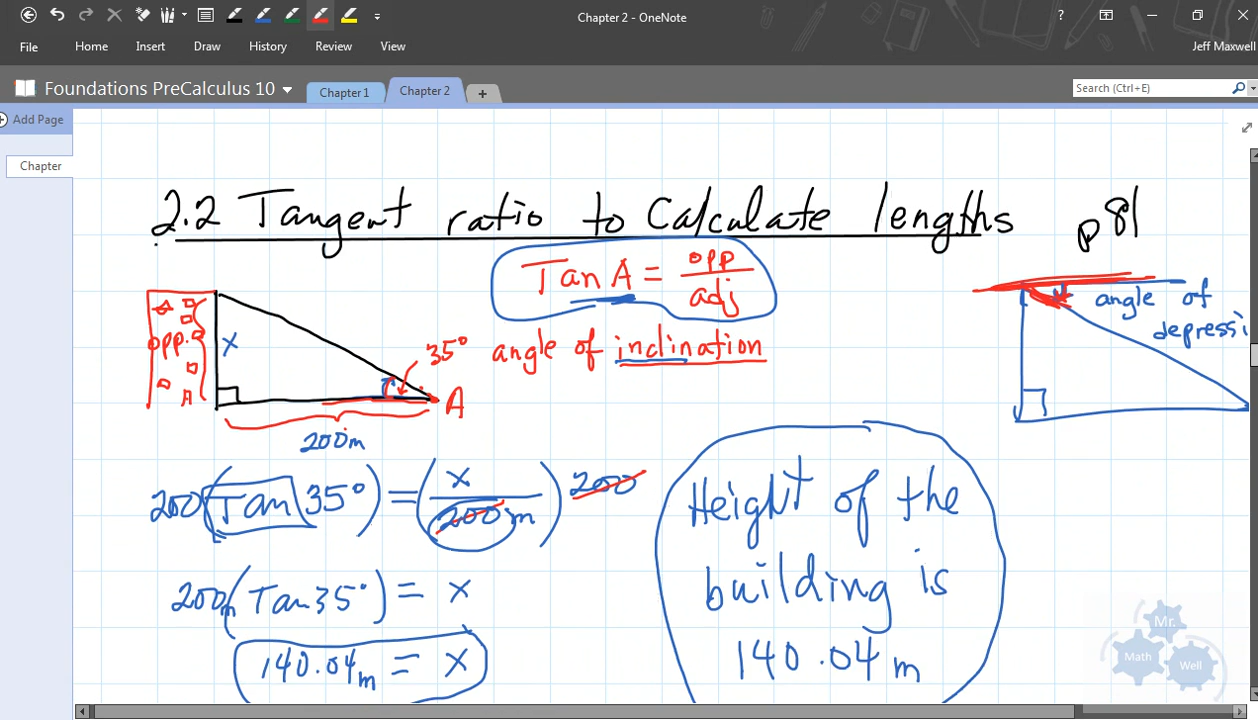 Chapter 2 - OneNote
?
File Home Insert Draw History Review View
Jeff Maxwell
Foundations PreCalculus 10
Chapter 1 Chapter 2 +
Search (Ctrl+E)
Add Page
Chapter
2.2 Tangent ratio to Calculate lengths p81
Tan A = opp/adj
opp. x
35° angle of inclination
A
200m
angle of
depressi
200(Tan 35°) = (x/200m) 200
200m(Tan 35°) = x
140.04m = x
Height of the
building is
140.04 m
Mr.
Math
Well